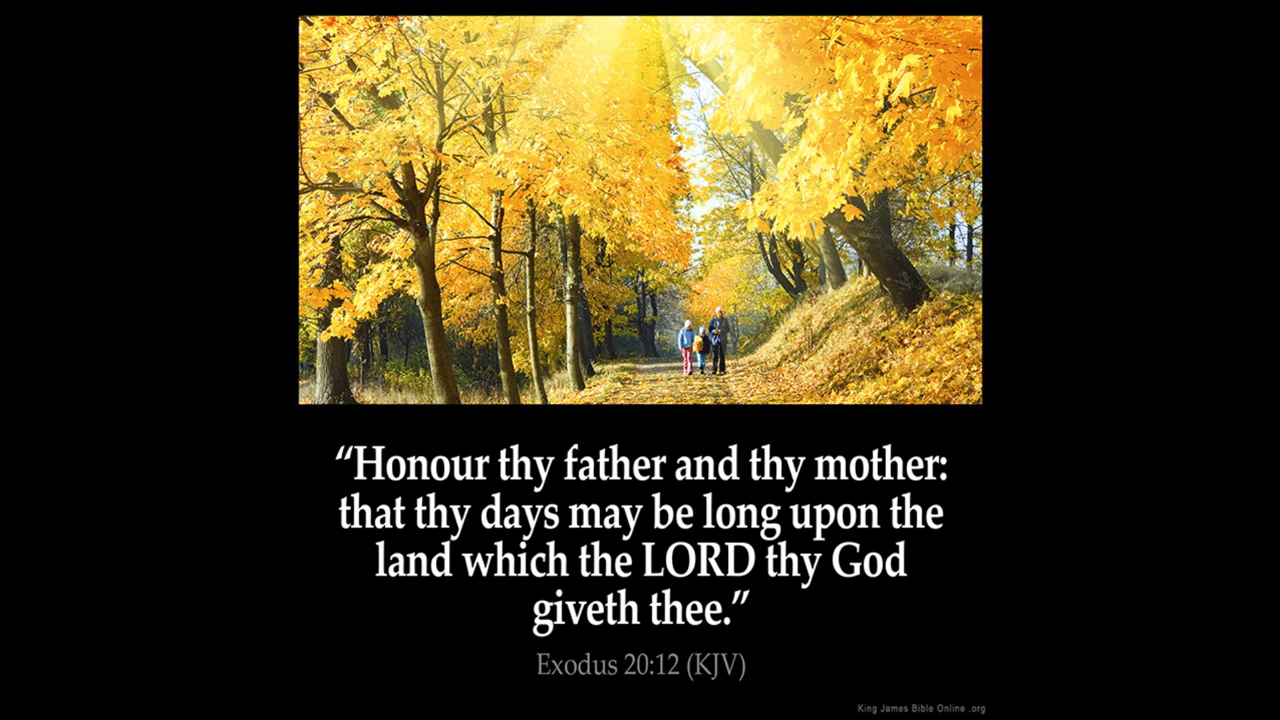 “Honour thy father and thy mother:
that thy days may be long upon the
land which the LORD thy God
giveth thee.”
Exodus 20:12 (KJV)
King James Bible Online .org